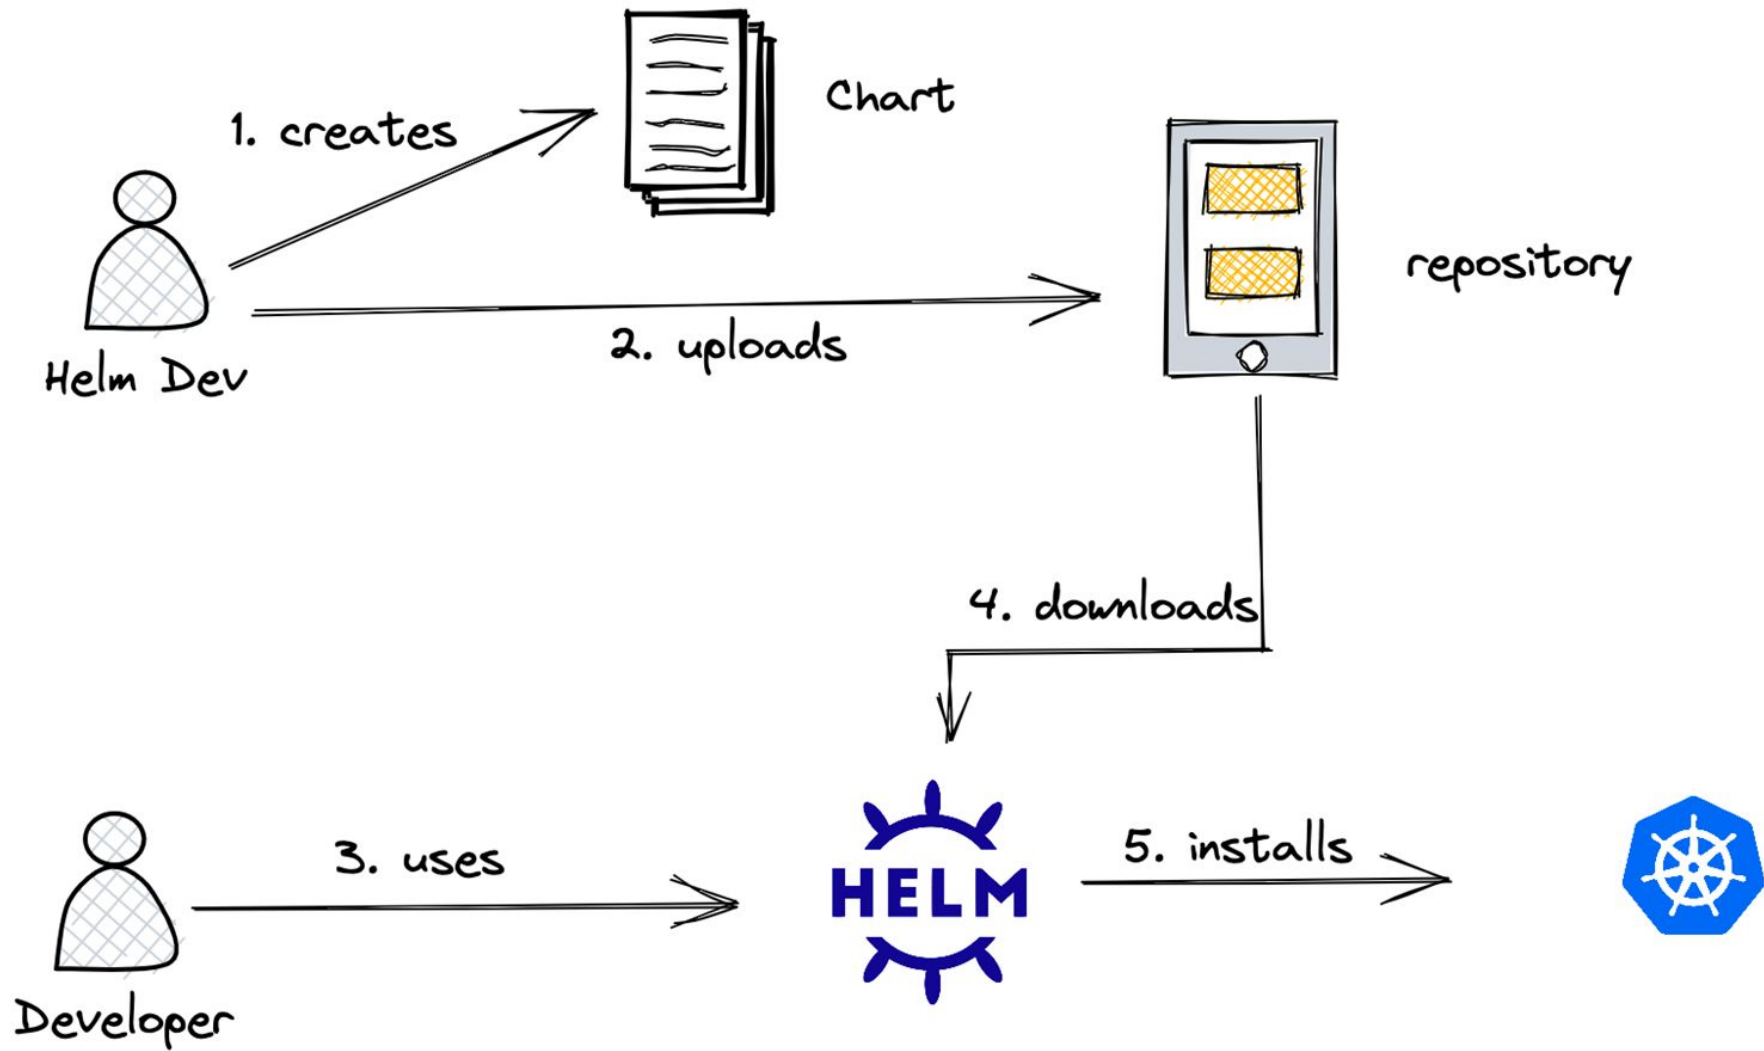 Chart
1. creates
repository
2. uploads
Helm Dev
4. downloads
3. uses
HELM
5. installs
Developer